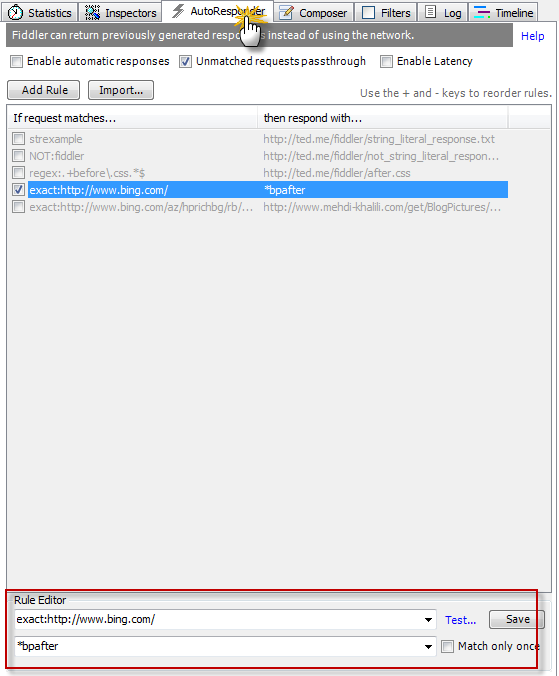 Statistics Inspectors AutoResponder Composer Filters Log Timeline
Fiddler can return previously generated responses instead of using the network. Help
Enable automatic responses Unmatched requests passthrough Enable Latency
Add Rule Import... Use the + and - keys to reorder rules.
If request matches... then respond with...
strexample http://ted.me/fiddler/string_literal_response.txt
NOT:fiddler http://ted.me/fiddler/not_string_literal_respon...
regex:.+before\.css.*$ http://ted.me/fiddler/after.css
exact:http://www.bing.com/ *bpafter
exact:http://www.bing.com/az/hprichbg/rb/... http://www.mehdi-khalili.com/get/BlogPictures/...
Rule Editor
exact:http://www.bing.com/ Test... Save
*bpafter Match only once